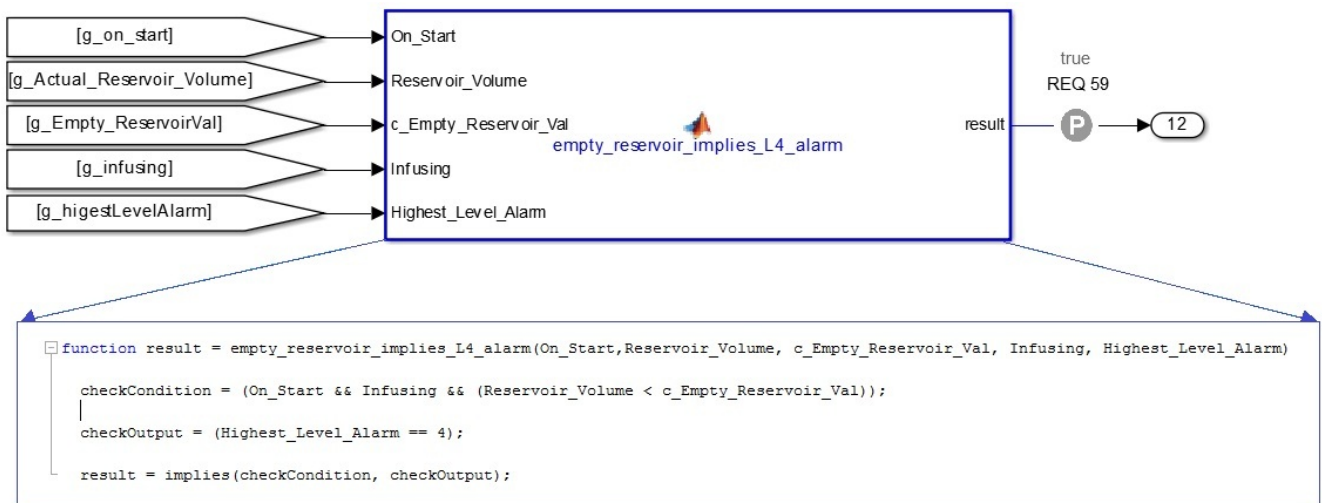 [g_on_start]
On_Start
[g_Actual_Reservoir_Volume]
Reservoir_Volume
[g_Empty_ReservoirVal]
c_Empty_Reservoir_Val
[g_infusing]
Infusing
[g_higestLevelAlarm]
Highest_Level_Alarm
empty_reservoir_implies_L4_alarm
result
true
REQ 59
P
12
function result = empty_reservoir_implies_L4_alarm(On_Start,Reservoir_Volume, c_Empty_Reservoir_Val, Infusing, Highest_Level_Alarm)
checkCondition = (On_Start && Infusing && (Reservoir_Volume < c_Empty_Reservoir_Val));
checkOutput = (Highest_Level_Alarm == 4);
result = implies(checkCondition, checkOutput);